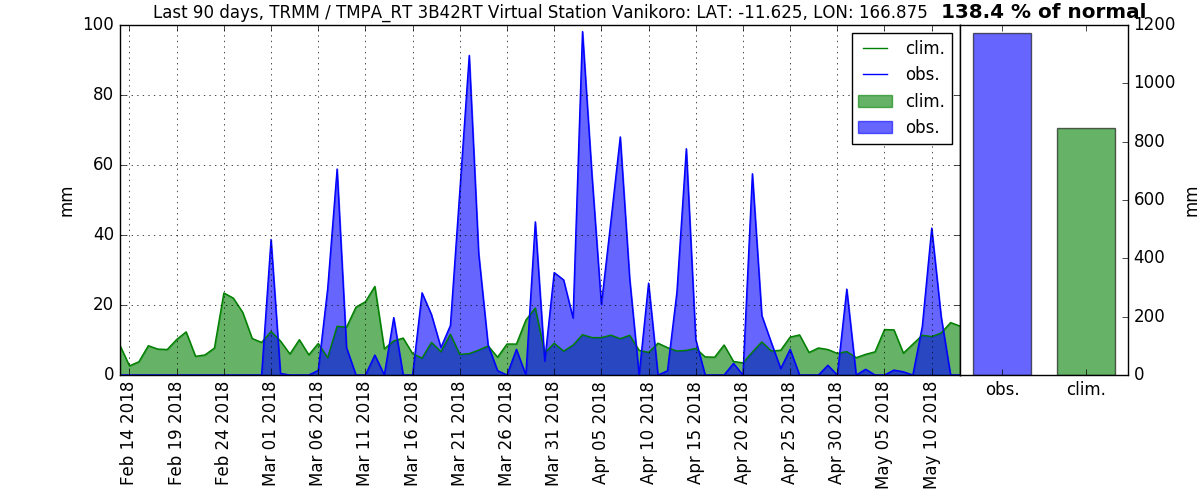 Last 90 days, TRMM / TMPA_RT 3B42RT Virtual Station Vanikoro: LAT: -11.625, LON: 166.875 138.4 % of normal
100
80
60
40
20
0
mm
clim.
obs.
clim.
obs.
1200
1000
800
600
400
200
0
mm
obs.
clim.
Feb 14 2018
Feb 19 2018
Feb 24 2018
Mar 01 2018
Mar 06 2018
Mar 11 2018
Mar 16 2018
Mar 21 2018
Mar 26 2018
Mar 31 2018
Apr 05 2018
Apr 10 2018
Apr 15 2018
Apr 20 2018
Apr 25 2018
Apr 30 2018
May 05 2018
May 10 2018